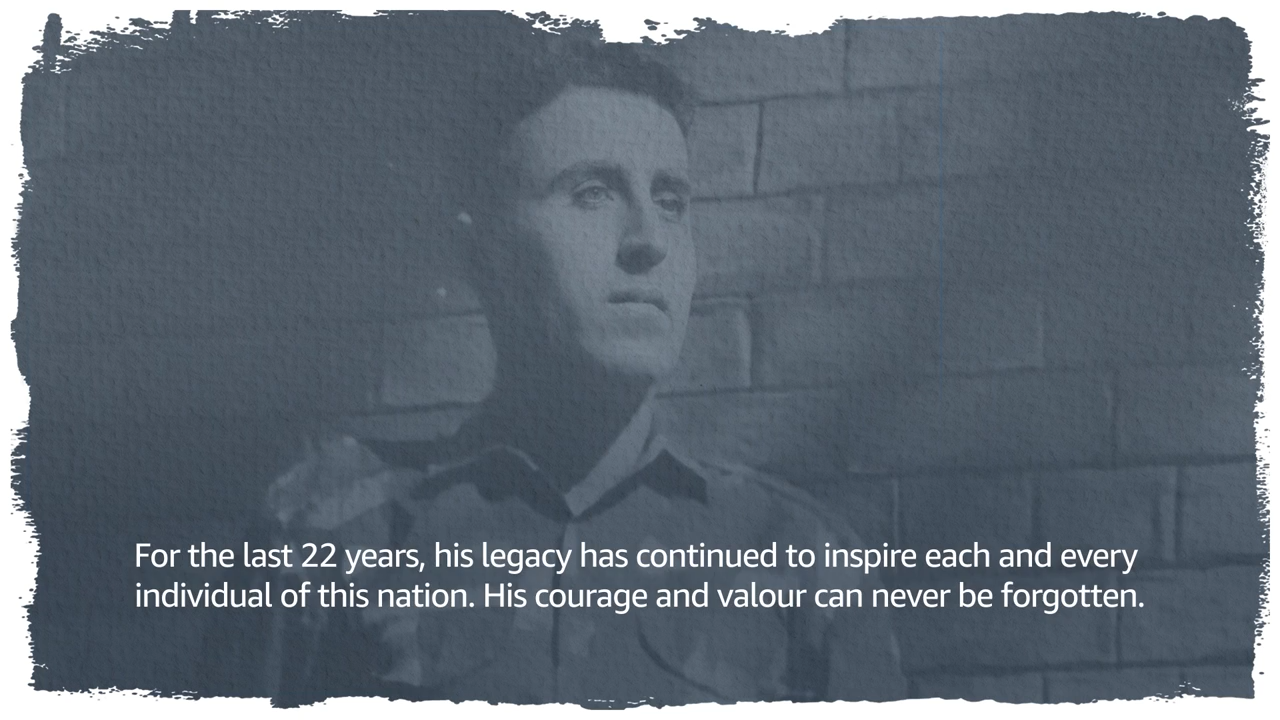 For the last 22 years, his legacy has continued to inspire each and every
individual of this nation. His courage and valour can never be forgotten.